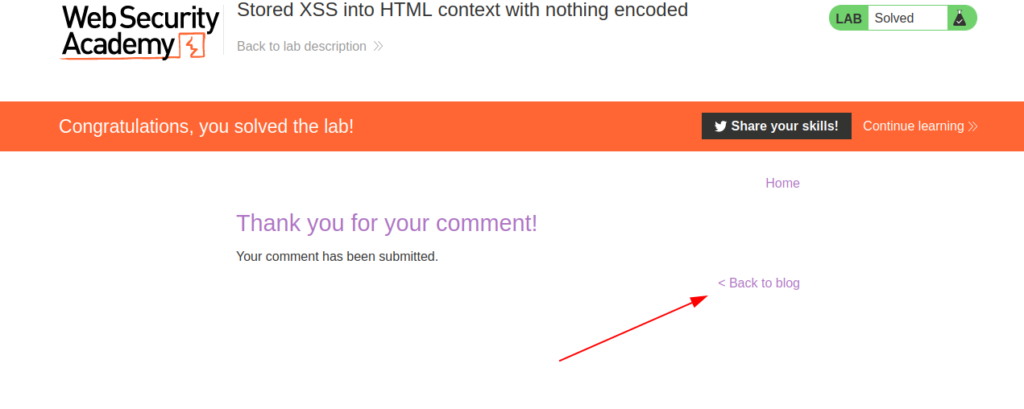 Web Security
Academy
Stored XSS into HTML context with nothing encoded
Back to lab description
LAB Solved
Congratulations, you solved the lab!
Share your skills!
Continue learning
Home
Thank you for your comment!
Your comment has been submitted.
< Back to blog